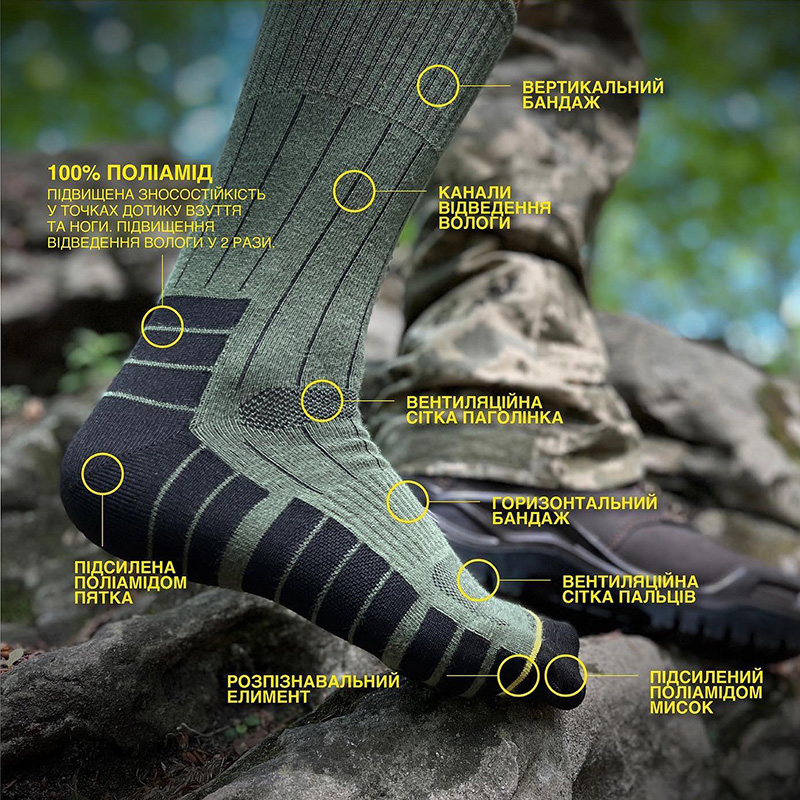 ВЕРТИКАЛЬНИЙ
БАНДАЖ
100% ПОЛІАМІД
ПІДВИЩЕНА ЗНОСОСТІЙКІСТЬ
У ТОЧКАХ ДОТИКУ ВЗУТТЯ
ТА НОГИ. ПІДВИЩЕННЯ
ВІДВЕДЕННЯ ВОЛОГИ У 2 РАЗИ.
КАНАЛИ
ВІДВЕДЕННЯ
ВОЛОГИ
ВЕНТИЛЯЦІЙНА
СІТКА ПАГОЛІНКА
ГОРИЗОНТАЛЬНИЙ
БАНДАЖ
ПІДСИЛЕНА
ПОЛІАМІДОМ
ПЯТКА
ВЕНТИЛЯЦІЙНА
СІТКА ПАЛЬЦІВ
РОЗПІЗНАВАЛЬНИЙ
ЕЛИМЕНТ
ПІДСИЛЕНИЙ
ПОЛІАМІДОМ
МИСОК